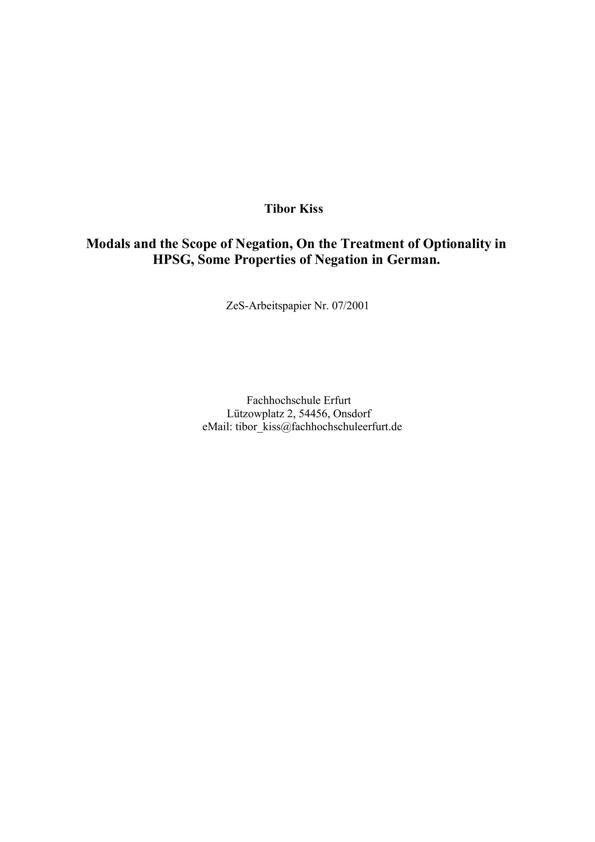 Tibor Kiss
Modals and the Scope of Negation, On the Treatment of Optionality in
HPSG, Some Properties of Negation in German.
ZeS-Arbeitspapier Nr. 07/2001
Fachhochschule Erfurt
Lützowplatz 2, 54456, Onsdorf
eMail: tibor_kiss@fachhochschuleerfurt.de